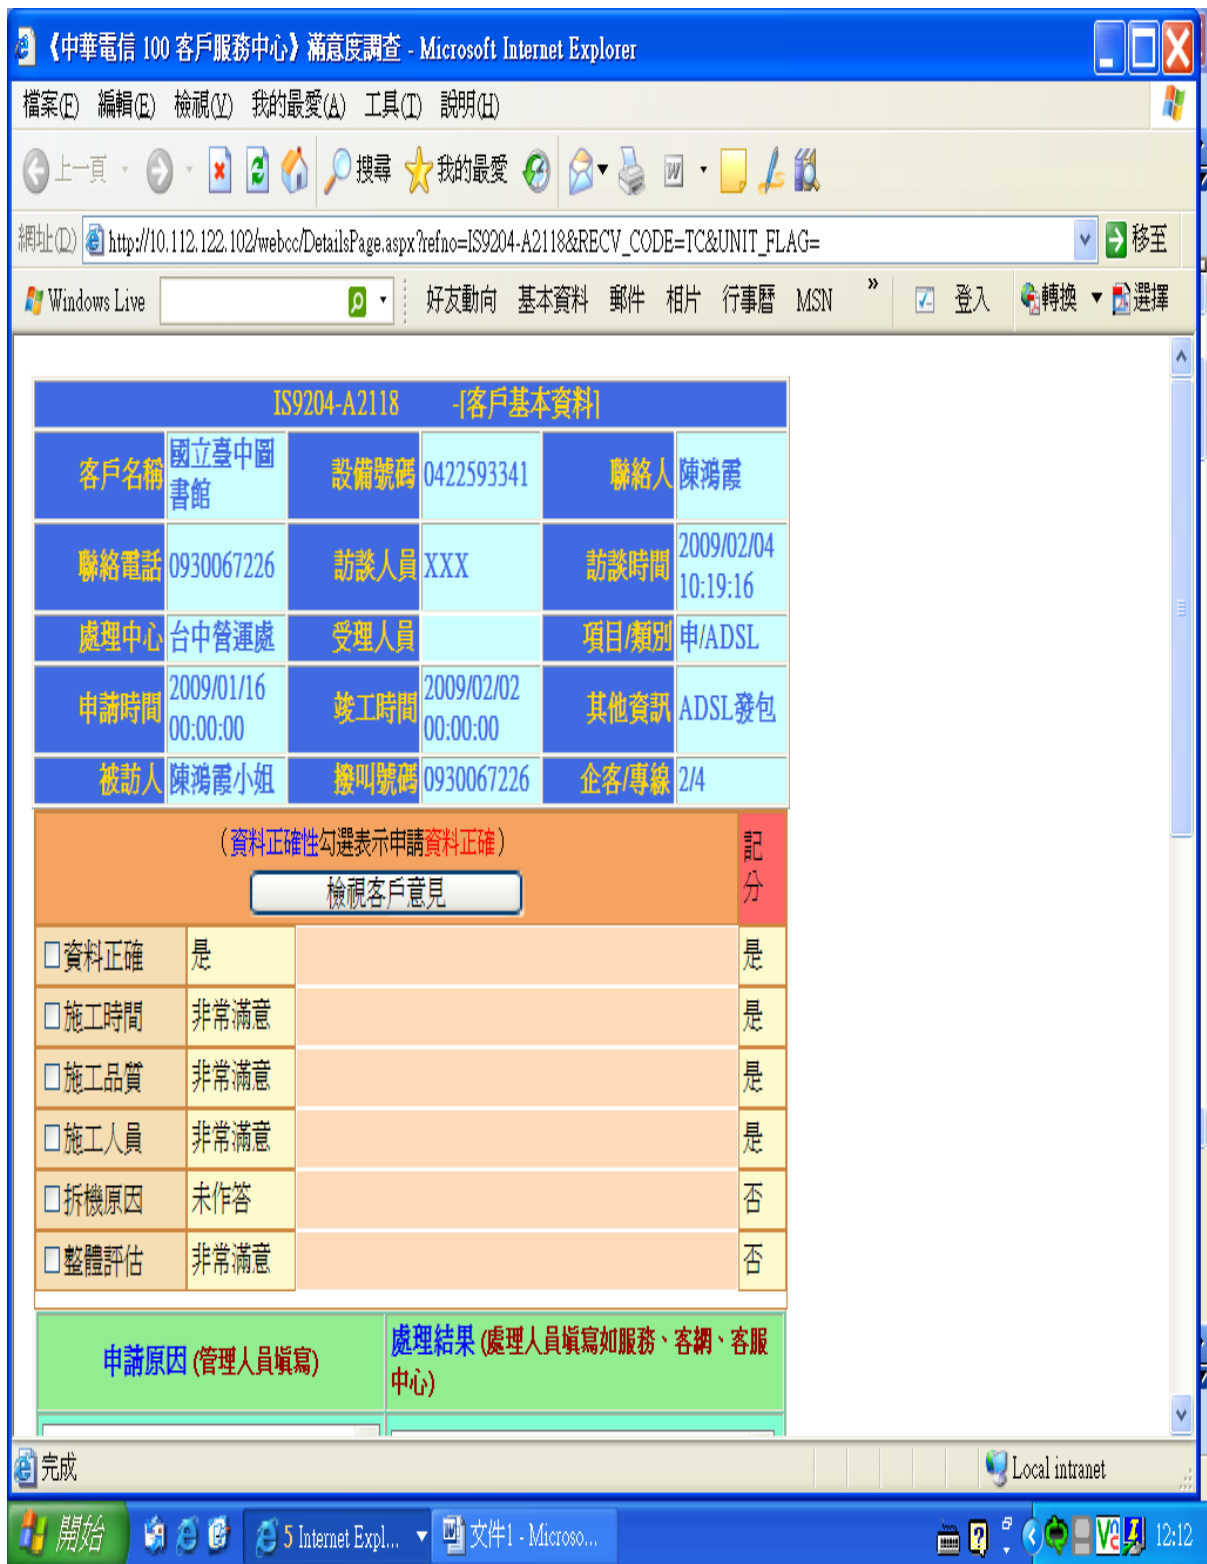 《中華電信 100 客戶服務中心》滿意度調查 - Microsoft Internet Explorer
檔案(F) 編輯(E) 檢視(V) 我的最愛(A) 工具(T) 說明(H)
上一頁 搜尋 我的最愛
網址(D) http://10.112.122.102/webcc/DetailsPage.aspx?refno=IS9204-A2118&RECV_CODE=TC&UNIT_FLAG= 移至
Windows Live 好友動向 基本資料 郵件 相片 行事曆 MSN » 登入 轉換 選擇
IS9204-A2118 -[客戶基本資料]
客戶名稱 國立臺中圖書館 設備號碼 0422593341 聯絡人 陳鴻霞
聯絡電話 0930067226 訪談人員 XXX 訪談時間 2009/02/04 10:19:16
處理中心 台中營運處 受理人員 項目/類別 申/ADSL
申請時間 2009/01/16 00:00:00 竣工時間 2009/02/02 00:00:00 其他資訊 ADSL發包
被訪人 陳鴻霞小姐 撥叫號碼 0930067226 企客/專線 2/4
（資料正確性勾選表示申請資料正確） 記分
檢視客戶意見
資料正確 是 是
施工時間 非常滿意 是
施工品質 非常滿意 是
施工人員 非常滿意 是
拆機原因 未作答 否
整體評估 非常滿意 否
申請原因 (管理人員填寫) 處理結果 (處理人員填寫如服務、客網、客服中心)
完成 Local intranet
開始 5 Internet Expl... 文件1 - Microso... 12:12